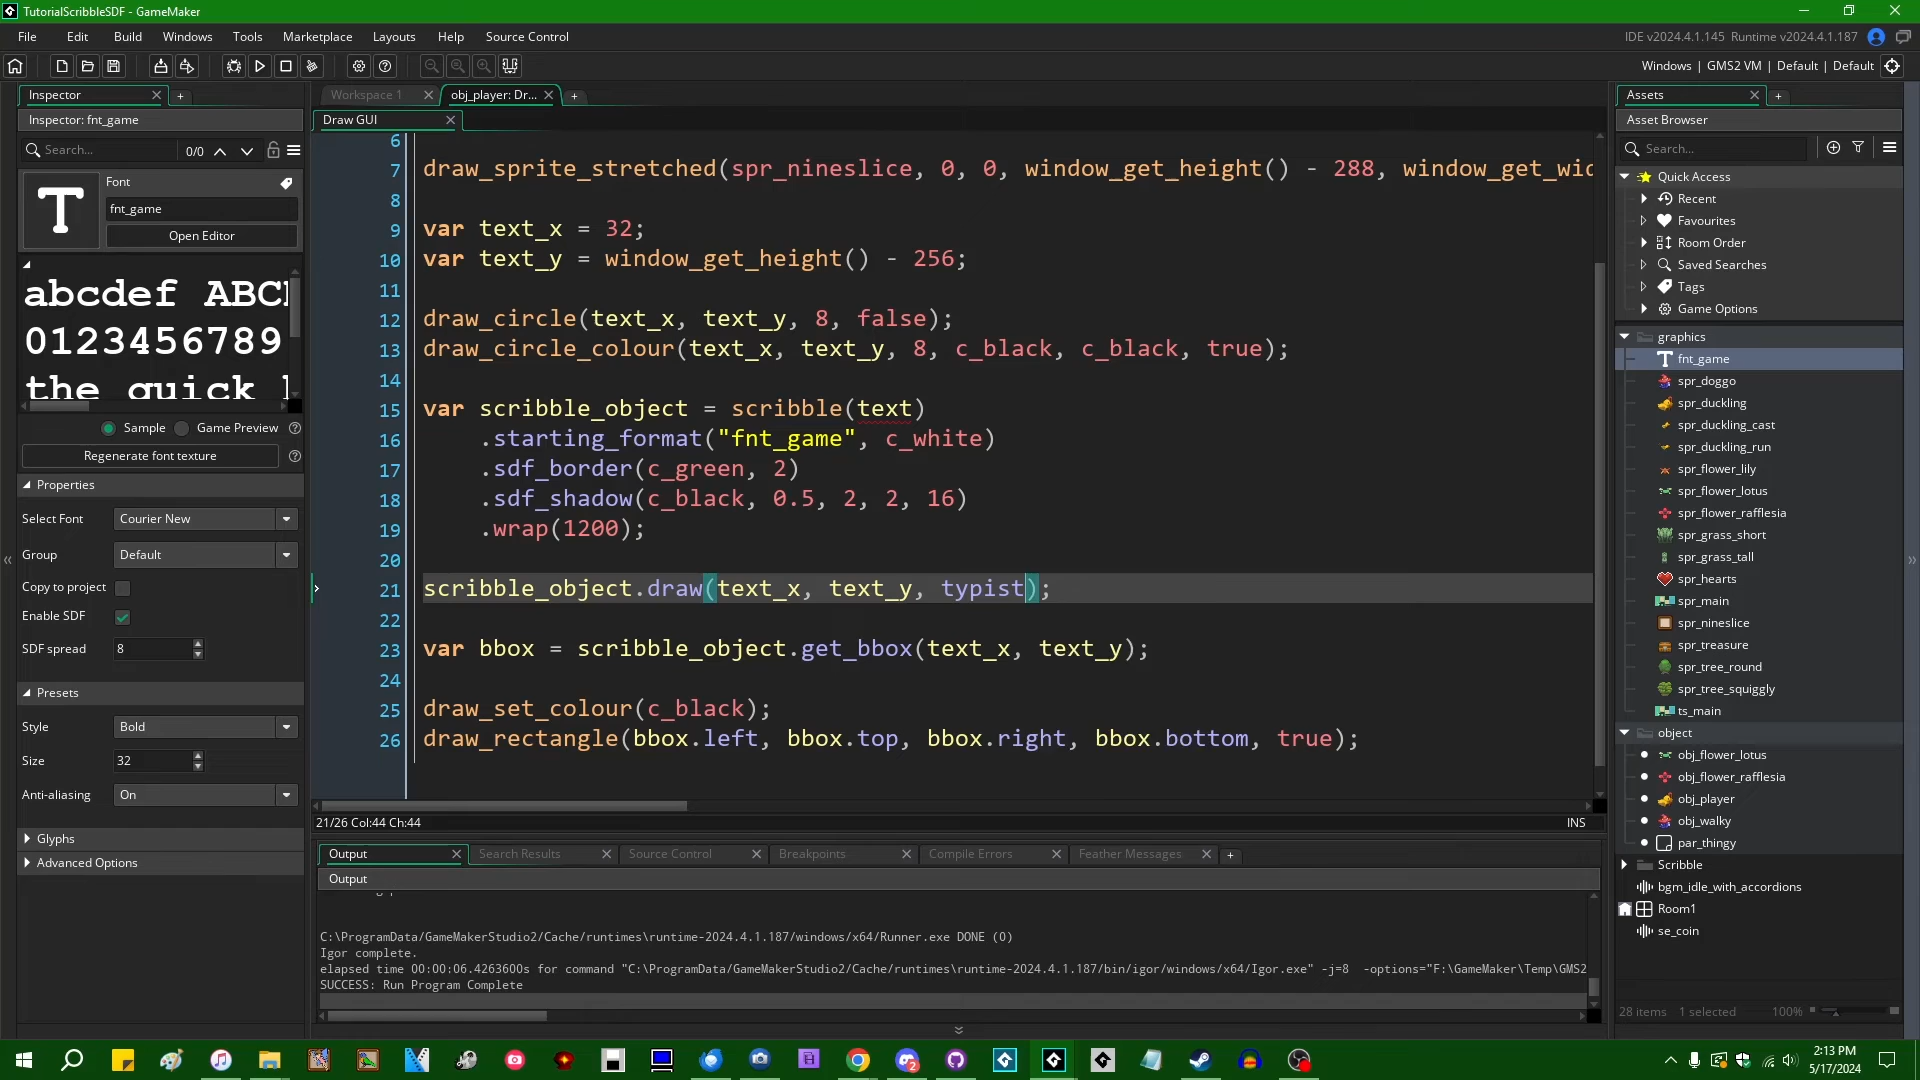 TutorialScribbleSDF - GameMaker
File Edit Build Windows Tools Marketplace Layouts Help Source Control
IDE v2024.4.1.145 Runtime v2024.4.1.187
Windows | GMS2 VM | Default | Default
Inspector
Inspector: fnt_game
Search... 0/0
Font
fnt_game
Open Editor
abcdef ABC
0123456789
the quick
Sample Game Preview
Regenerate font texture
Properties
Select Font Courier New
Group Default
Copy to project
Enable SDF
SDF spread 8
Presets
Style Bold
Size 32
Anti-aliasing On
Glyphs
Advanced Options
Workspace 1 obj_player: Dr...
Draw GUI
6
7 draw_sprite_stretched(spr_nineslice, 0, 0, window_get_height() - 288, window_get_wid
8
9 var text_x = 32;
10 var text_y = window_get_height() - 256;
11
12 draw_circle(text_x, text_y, 8, false);
13 draw_circle_colour(text_x, text_y, 8, c_black, c_black, true);
14
15 var scribble_object = scribble(text)
16 .starting_format("fnt_game", c_white)
17 .sdf_border(c_green, 2)
18 .sdf_shadow(c_black, 0.5, 2, 2, 16)
19 .wrap(1200);
20
21 scribble_object.draw(text_x, text_y, typist);
22
23 var bbox = scribble_object.get_bbox(text_x, text_y);
24
25 draw_set_colour(c_black);
26 draw_rectangle(bbox.left, bbox.top, bbox.right, bbox.bottom, true);
21/26 Col:44 Ch:44 INS
Output Search Results Source Control Breakpoints Compile Errors Feather Messages
Output
C:\ProgramData/GameMakerStudio2/Cache/runtimes\runtime-2024.4.1.187/windows/x64/Runner.exe DONE (0)
Igor complete.
elapsed time 00:00:06.4263600s for command "C:\ProgramData/GameMakerStudio2/Cache/runtimes\runtime-2024.4.1.187/bin/igor/windows/x64/Igor.exe" -j=8 -options="F:\GameMaker\Temp\GMS2
SUCCESS: Run Program Complete
Assets
Asset Browser
Search...
Quick Access
Recent
Favourites
Room Order
Saved Searches
Tags
Game Options
graphics
fnt_game
spr_doggo
spr_duckling
spr_duckling_cast
spr_duckling_run
spr_flower_lily
spr_flower_lotus
spr_flower_rafflesia
spr_grass_short
spr_grass_tall
spr_hearts
spr_main
spr_nineslice
spr_treasure
spr_tree_round
spr_tree_squiggly
ts_main
object
obj_flower_lotus
obj_flower_rafflesia
obj_player
obj_walky
par_thingy
Scribble
bgm_idle_with_accordions
Room1
se_coin
28 items 1 selected 100%
2
2:13 PM
5/17/2024